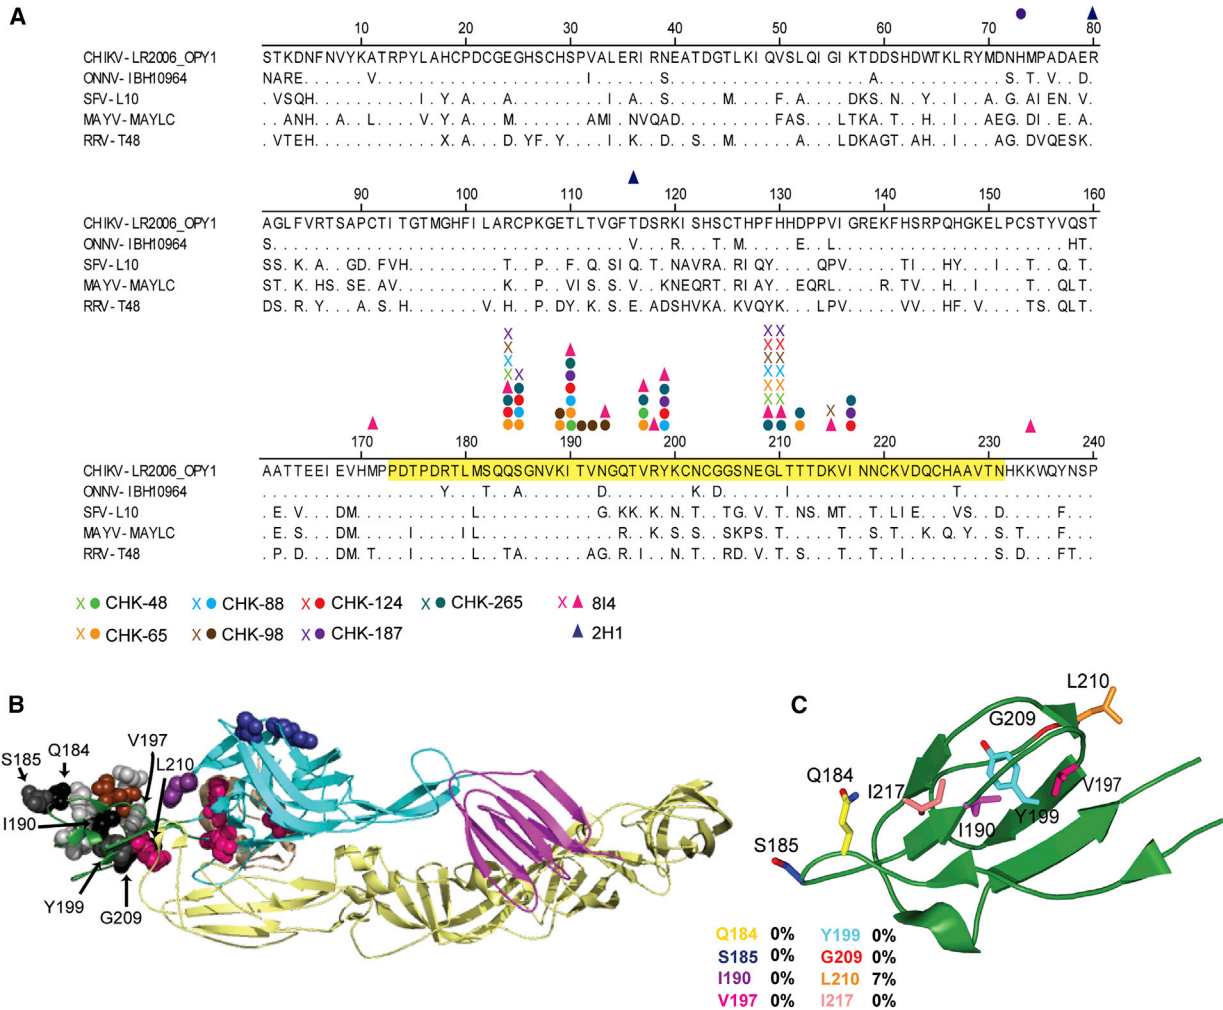 A
10 20 30 40 50 60 70 80
CHIKV-LR2006_OPY1 STKDNFNVYKATRPYLAHCPDCGEGHSCHSPVALERIRNEATDGTLKIQVSLQIGIKTDDSHDWTKLRYMDNHMPADAER
ONNV-IBH10964 NARE......V....................I......S...................A............S.T.V..D.
SFV-L10 .VSQH..........I.Y.A...A.........I.A..S.....M....F.A....DKS.N..Y..I..A.G.AIEN.V.
MAYV-MAYLC ..ANH..A..L....V.Y.A...M.......AMI.NVQAD.........FAS...LTKA.T..H..I..AEG.DI.E.A.
RRV-T48 .VTEH............X.A...D.YF.Y....I.K..D..S..M......A...LDKAGT.AH..I...AG.DVQESK.
90 100 110 120 130 140 150 160
CHIKV-LR2006_OPY1 AGLFVRTSAPCTITGTMGHFILARCPKGETLTVGFTDSRKISHSCTHPFHHDPPVIGREKFHSRPQHGKELPCSTYVQST
ONNV-IBH10964 S..................................V...R...T.M.....E..L......................HT.
SFV-L10 SS.K.A..GD.FVH.........T..P..F.Q.SIQ.T.NAVRA.RIQY....QPV.....TI..HY...I..T..Q.T.
MAYV-MAYLC ST.K.HS.SE.AV..........K..P..VI.S.S.V..KNEQRT.RIAY..EQRL....R.TV...N....I..T..QLT.
RRV-T48 DS.R.Y...A.S.H.......V.H..P.DY.K.S.E.ADSHVKA.KVQYK...LPV.....VV..HF.V....TS.QLT.
170 180 190 200 210 220 230 240
CHIKV-LR2006_OPY1 AATTEEIEVHMPPDTPDRTLMSQQSGNVKITVNGQTVRYKCNCGGSNEGLTTTDKVINNCKVDQCHAAVTNHKKWQYNSP
ONNV-IBH10964 .................Y...T..A.......D........C.D......I...............T.............
SFV-L10 .E.V...DM...........L...........G.KK.K.N.T..TG.V.T.NS.MT..T.LIE...VS..D.....F...
MAYV-MAYLC .E.S...DM.....I....IL.............R..K.S.S..SKPS.T.....T..S.T..K.Q.Y..S.T...F...
RRV-T48 .P.D...DM.T.........L..TA......AG.R.I..N.T..RD.V.T.S...T..T..I........S.D...FT..
X CHK-48 X CHK-88 X CHK-124 X CHK-265 X 8I4
X CHK-65 X CHK-98 X CHK-187 2H1
B
S185 Q184 V197 L210
I190
Y199 G209
C
L210
G209
Q184 I217 V197
I190 Y199
S185
Q184 0% Y199 0%
S185 0% G209 0%
I190 0% L210 7%
V197 0% I217 0%